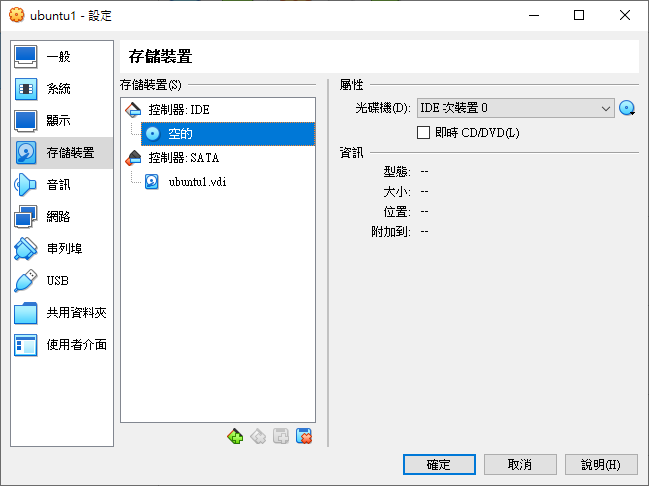 ubuntu1 - 設定
一般
系統
顯示
存儲裝置
音訊
網路
串列埠
USB
共用資料夾
使用者介面
存儲裝置
存儲裝置(S)
控制器: IDE
空的
控制器: SATA
ubuntu1.vdi
屬性
光碟機(D): IDE 次裝置 0
即時 CD/DVD(L)
資訊
型態: --
大小: --
位置: --
附加到: --
確定 取消 說明(H)